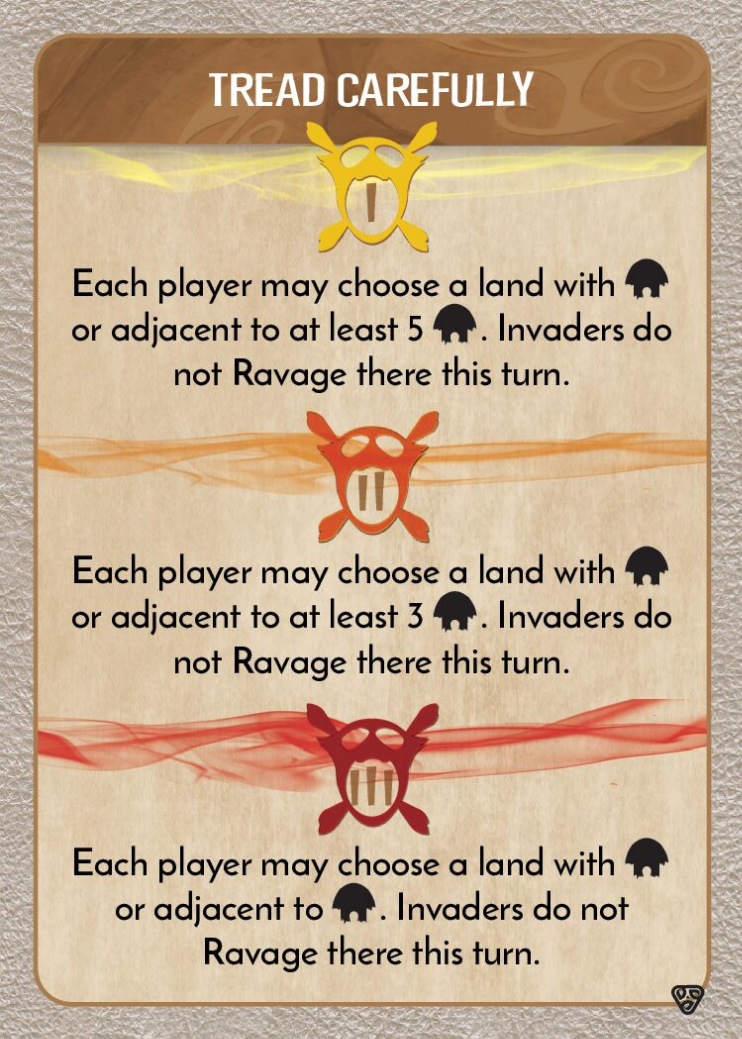 TREAD CAREFULLY
I
Each player may choose a land with
or adjacent to at least 5 . Invaders do
not Ravage there this turn.
II
Each player may choose a land with
or adjacent to at least 3 . Invaders do
not Ravage there this turn.
III
Each player may choose a land with
or adjacent to . Invaders do not
Ravage there this turn.